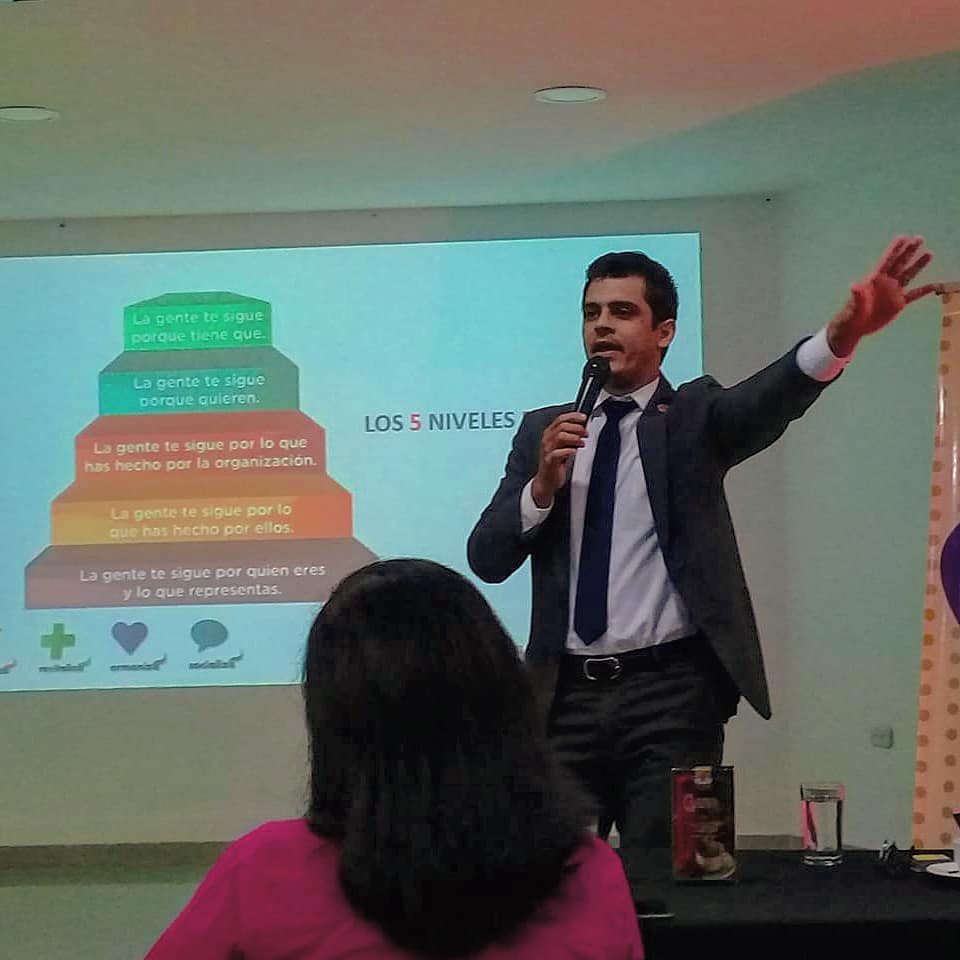 La gente te sigue
porque tiene que.
La gente te sigue
porque quieren.
La gente te sigue por lo que
has hecho por la organización.
La gente te sigue por lo
que has hecho por ellos.
La gente te sigue por quien eres
y lo que representas.
LOS 5 NIVELES